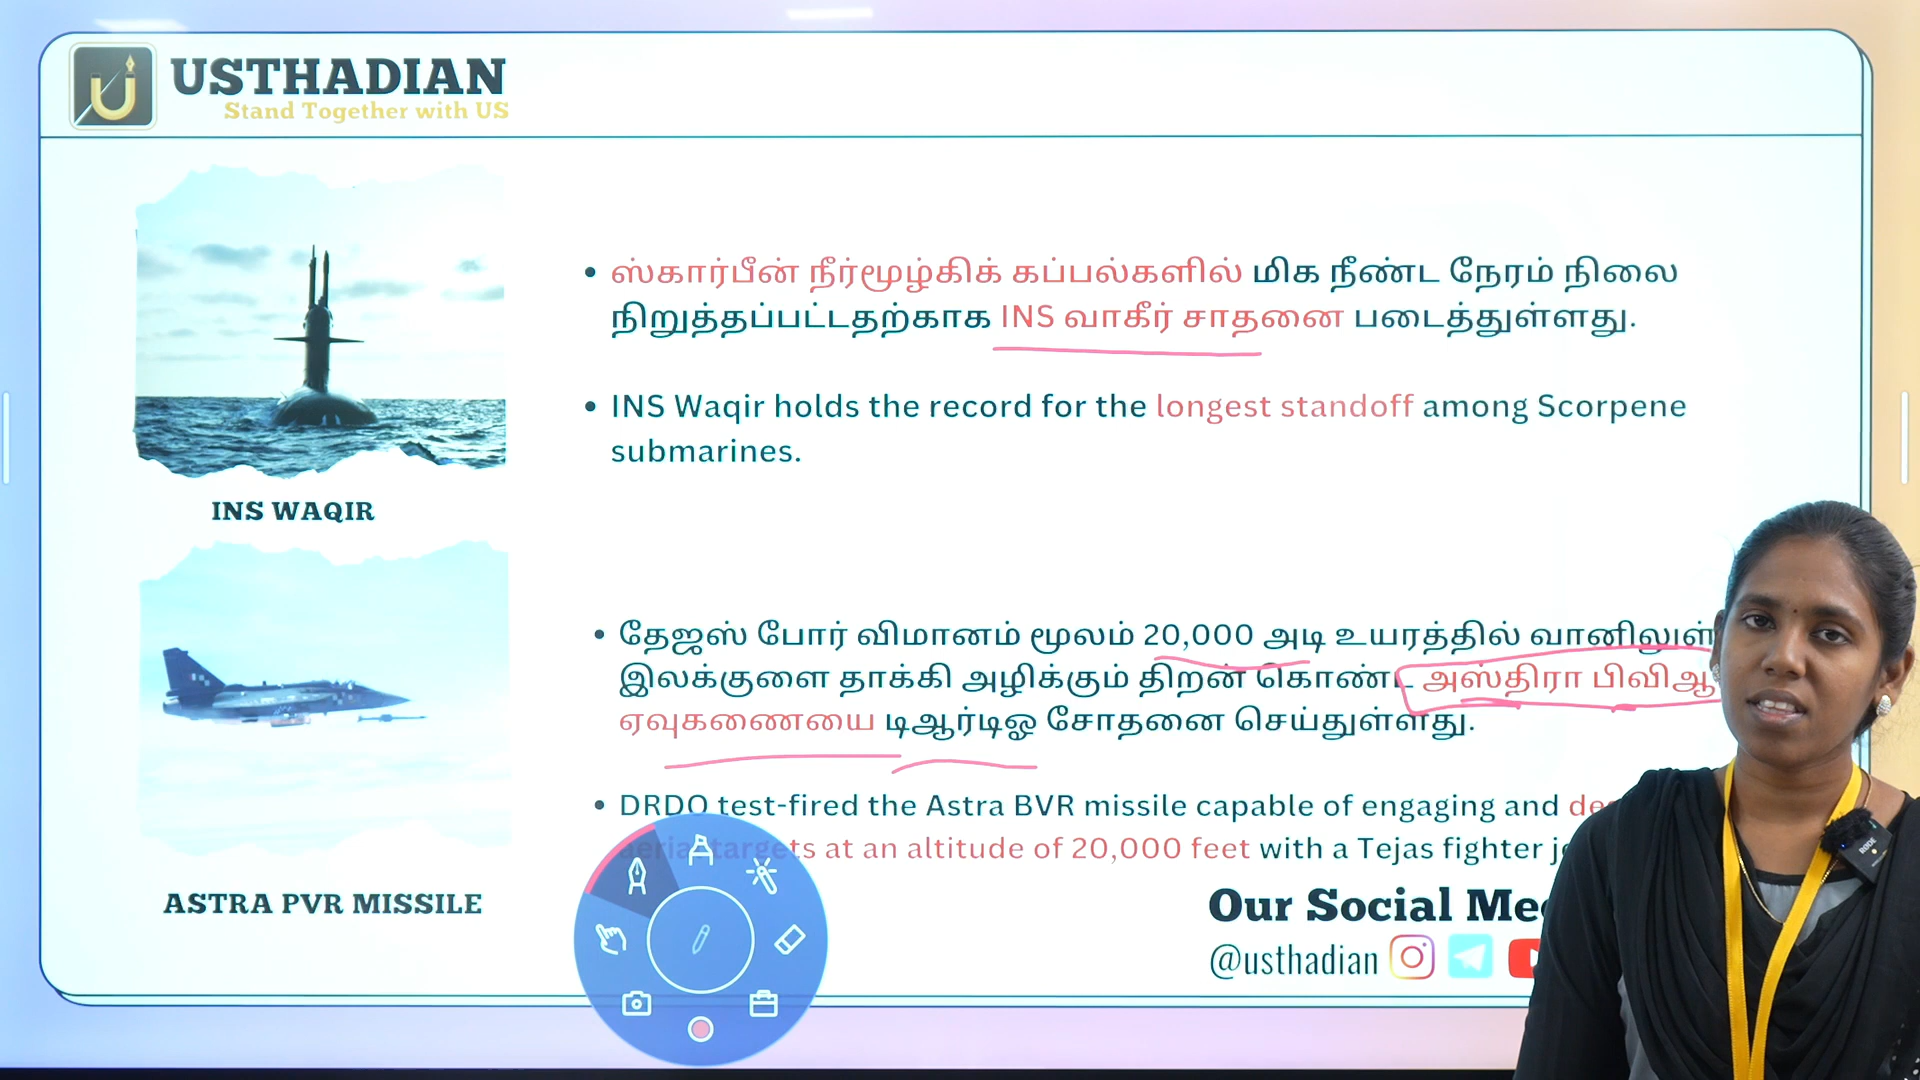 USTHADIAN
Stand Together with US
ஸ்கார்பீன் நீர்மூழ்கிக் கப்பல்களில் மிக நீண்ட நேரம் நிலை
நிறுத்தப்பட்டதற்காக INS வாகீர் சாதனை படைத்துள்ளது.
INS Waqir holds the record for the longest standoff among Scorpene
submarines.
INS WAQIR
தேஜஸ் போர் விமானம் மூலம் 20,000 அடி உயரத்தில் வானிலுள்
இலக்குளை தாக்கி அழிக்கும் திறன் கொண்ட அஸ்திரா பிவிஆ
ஏவுகணையை டிஆர்டிஓ சோதனை செய்துள்ளது.
DRDO test-fired the Astra BVR missile capable of engaging and
targets at an altitude of 20,000 feet with a Tejas fighter
ASTRA PVR MISSILE
Our Social
@usthadian
RODE